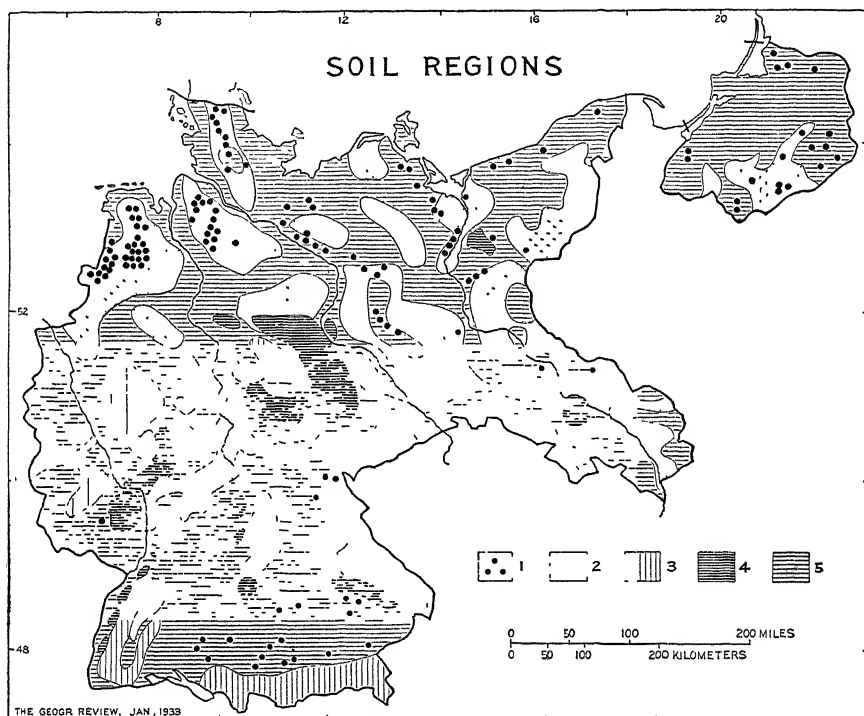 8 12 16 20
SOIL REGIONS
52
48
1 2 3 4 5
0 50 100 200 MILES
0 50 100 200 KILOMETERS
THE GEOGR REVIEW, JAN, 1933